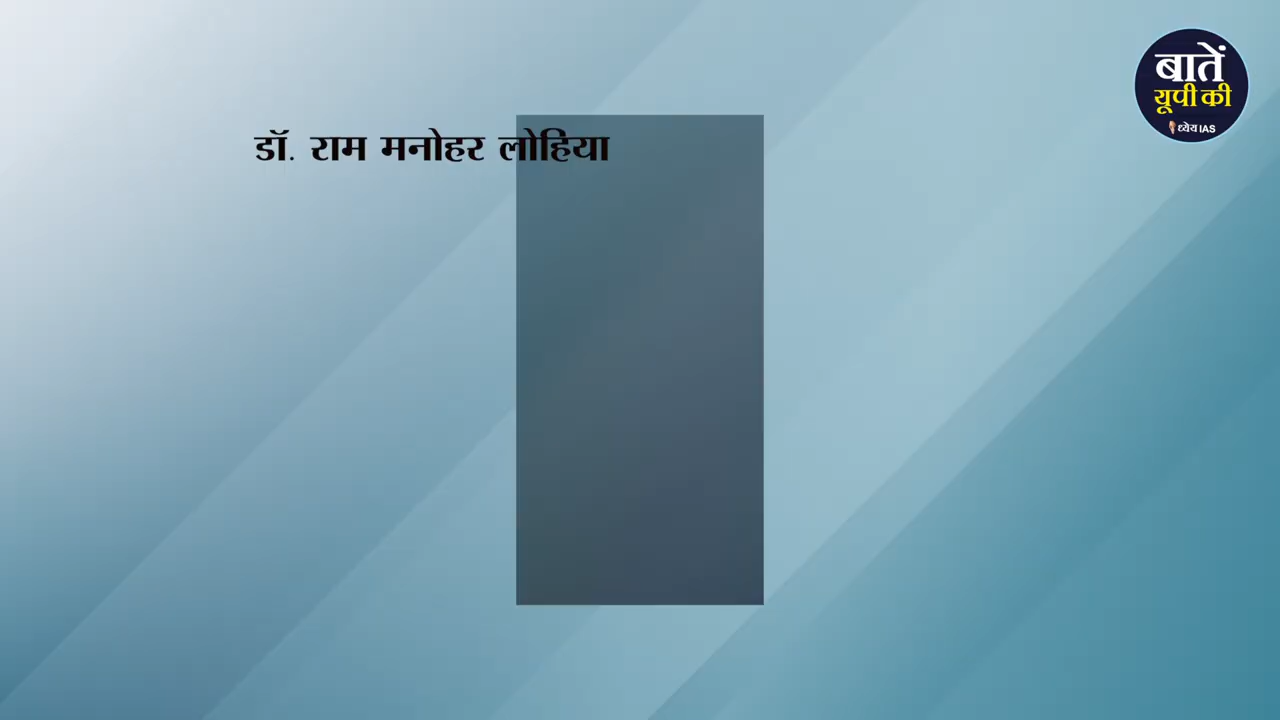 बातें
यूपी की
ध्येय IAS
डॉ. राम मनोहर लोहिया